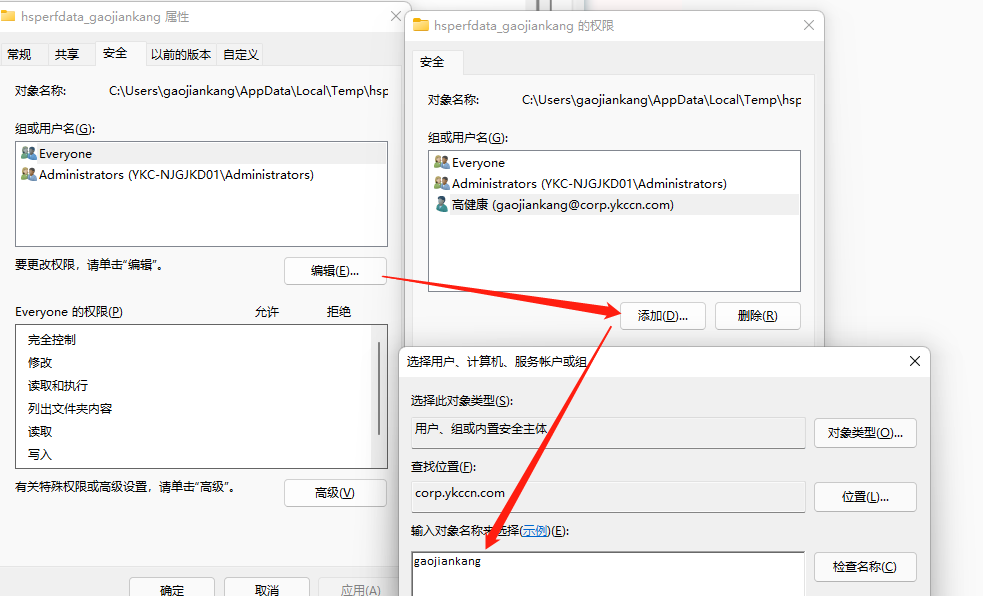 hsperfdata_gaojiankang 属性
常规 共享 安全 以前的版本 自定义
对象名称: C:\Users\gaojiankang\AppData\Local\Temp\hsp
组或用户名(G):
Everyone
Administrators (YKC-NJGJKD01\Administrators)
要更改权限，请单击"编辑"。
编辑(E)...
Everyone 的权限(P) 允许 拒绝
完全控制
修改
读取和执行
列出文件夹内容
读取
写入
有关特殊权限或高级设置，请单击"高级"。
高级(V)
确定 取消 应用(A)
hsperfdata_gaojiankang 的权限
安全
对象名称: C:\Users\gaojiankang\AppData\Local\Temp\hsp
组或用户名(G):
Everyone
Administrators (YKC-NJGJKD01\Administrators)
高健康 (gaojiankang@corp.ykccn.com)
添加(D)... 删除(R)
选择用户、计算机、服务帐户或组
选择此对象类型(S):
用户、组或内置安全主体
对象类型(O)...
查找位置(F):
corp.ykccn.com
位置(L)...
输入对象名称来选择(示例)(E):
gaojiankang
检查名称(C)